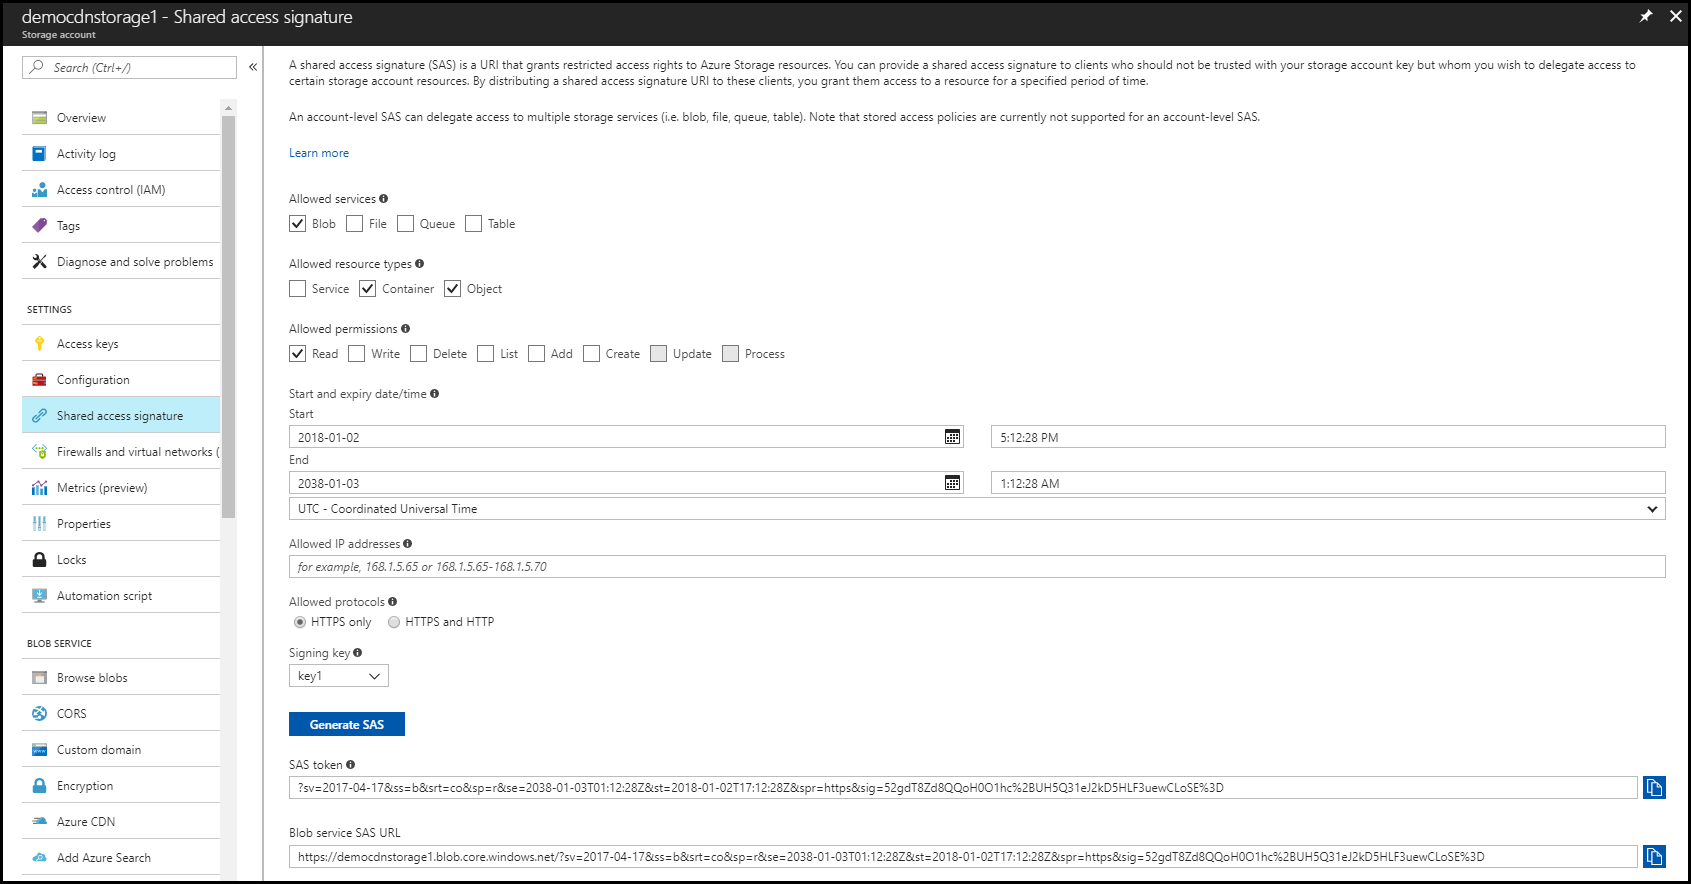 democdnstorage1 - Shared access signature
Storage account
Search (Ctrl+/)
«
Overview
Activity log
Access control (IAM)
Tags
Diagnose and solve problems
SETTINGS
Access keys
Configuration
Shared access signature
Firewalls and virtual networks (
Metrics (preview)
Properties
Locks
Automation script
BLOB SERVICE
Browse blobs
CORS
Custom domain
Encryption
Azure CDN
Add Azure Search
A shared access signature (SAS) is a URI that grants restricted access rights to Azure Storage resources. You can provide a shared access signature to clients who should not be trusted with your storage account key but whom you wish to delegate access to
certain storage account resources. By distributing a shared access signature URI to these clients, you grant them access to a resource for a specified period of time.
An account-level SAS can delegate access to multiple storage services (i.e. blob, file, queue, table). Note that stored access policies are currently not supported for an account-level SAS.
Learn more
Allowed services
Blob File Queue Table
Allowed resource types
Service Container Object
Allowed permissions
Read Write Delete List Add Create Update Process
Start and expiry date/time
Start
2018-01-02 5:12:28 PM
End
2038-01-03 1:12:28 AM
UTC - Coordinated Universal Time
Allowed IP addresses
for example, 168.1.5.65 or 168.1.5.65-168.1.5.70
Allowed protocols
HTTPS only HTTPS and HTTP
Signing key
key1
Generate SAS
SAS token
?sv=2017-04-17&ss=b&srt=co&sp=r&se=2038-01-03T01:12:28Z&st=2018-01-02T17:12:28Z&spr=https&sig=52gdT8Zd8QQoH0O1hc%2BUH5Q31eJ2kD5HLF3uewCLoSE%3D
Blob service SAS URL
https://democdnstorage1.blob.core.windows.net/?sv=2017-04-17&ss=b&srt=co&sp=r&se=2038-01-03T01:12:28Z&st=2018-01-02T17:12:28Z&spr=https&sig=52gdT8Zd8QQoH0O1hc%2BUH5Q31eJ2kD5HLF3uewCLoSE%3D